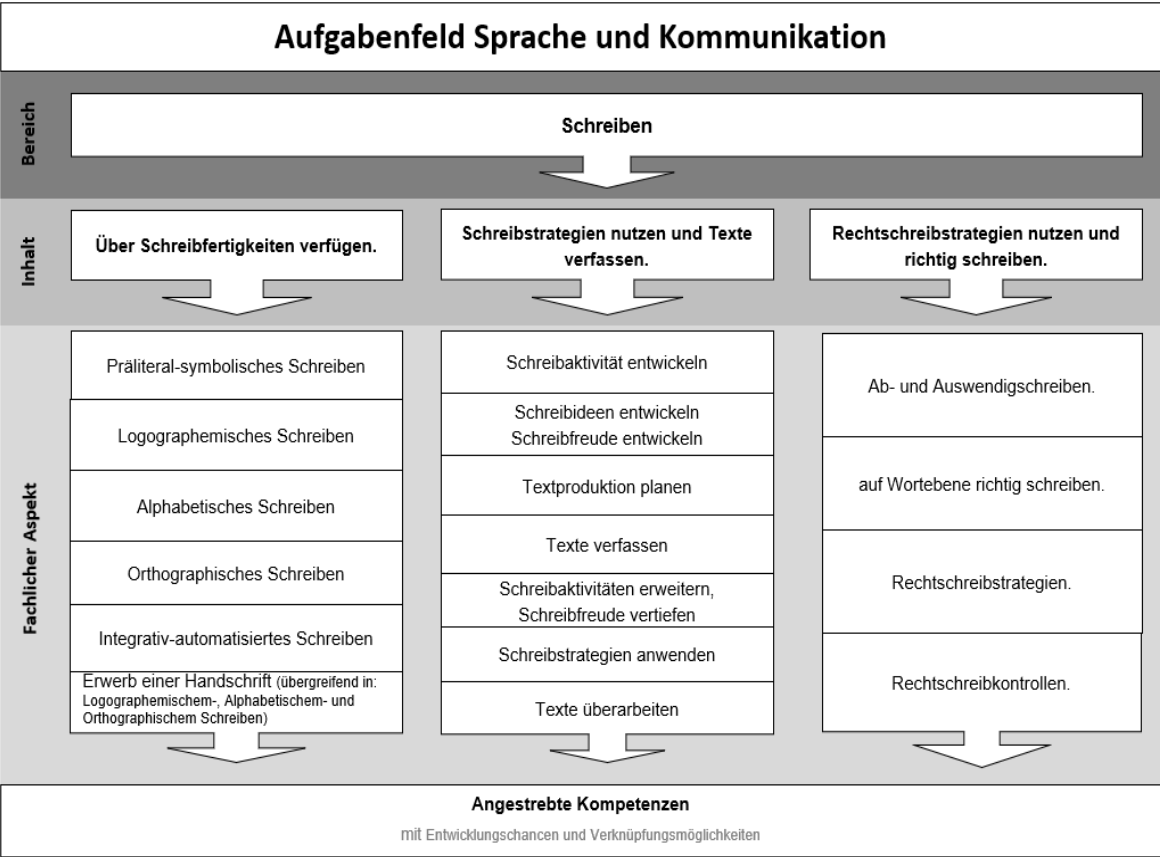 Aufgabenfeld Sprache und Kommunikation
Bereich
Schreiben
Inhalt
Über Schreibfertigkeiten verfügen.
Schreibstrategien nutzen und Texte
verfassen.
Rechtschreibstrategien nutzen und
richtig schreiben.
Fachlicher Aspekt
Präliteral-symbolisches Schreiben
Logographemisches Schreiben
Alphabetisches Schreiben
Orthographisches Schreiben
Integrativ-automatisiertes Schreiben
Erwerb einer Handschrift (übergreifend in:
Logographemischem-, Alphabetischem- und
Orthographischem Schreiben)
Schreibaktivität entwickeln
Schreibideen entwickeln
Schreibfreude entwickeln
Textproduktion planen
Texte verfassen
Schreibaktivitäten erweitern,
Schreibfreude vertiefen
Schreibstrategien anwenden
Texte überarbeiten
Ab- und Auswendigschreiben.
auf Wortebene richtig schreiben.
Rechtschreibstrategien.
Rechtschreibkontrollen.
Angestrebte Kompetenzen
mit Entwicklungschancen und Verknüpfungsmöglichkeiten